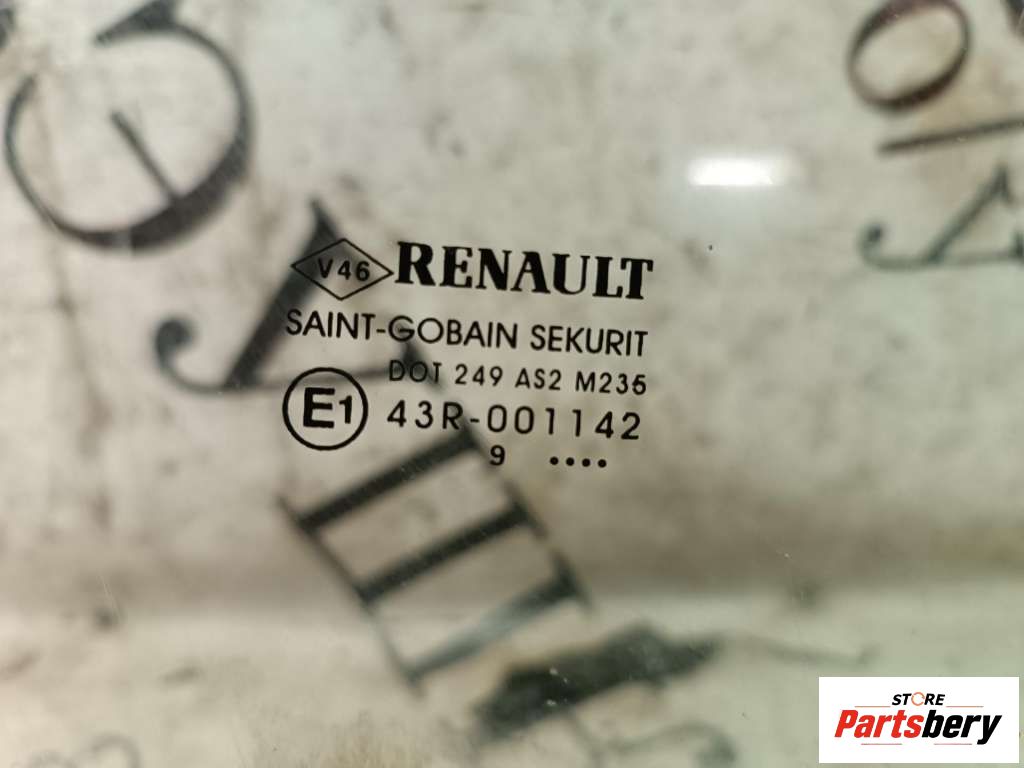 V46 RENAULT
SAINT-GOBAIN SEKURIT
DOT 249 AS2 M235
E1 43R-001142
9 ••••
STORE
Partsbery